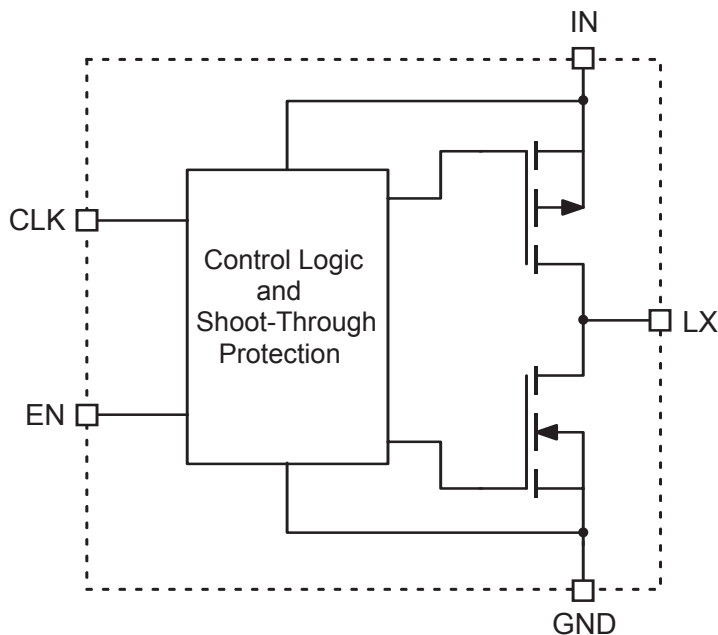 IN
CLK
Control Logic
and
Shoot-Through
Protection
LX
EN
GND